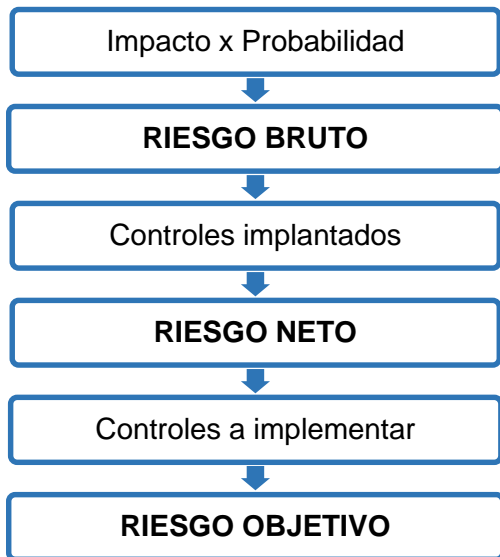 Impacto x Probabilidad
RIESGO BRUTO
Controles implantados
RIESGO NETO
Controles a implementar
RIESGO OBJETIVO